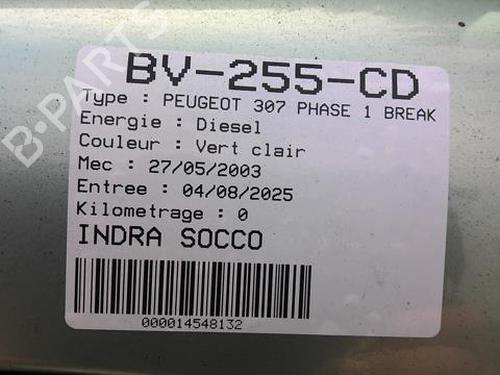 BV-255-CD
Type : PEUGEOT 307 PHASE 1 BREAK
Energie : Diesel
Couleur : Vert clair
Mec : 27/05/2003
Entree : 04/08/2025
Kilometrage : 0
INDRA SOCCO
000014548132
B-PARTS